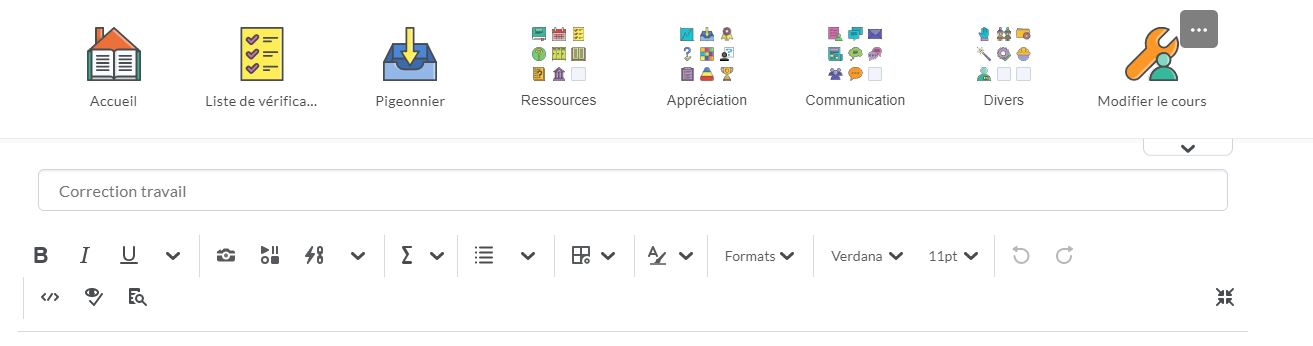 Accueil
Liste de vérifica...
Pigeonnier
Ressources
Appréciation
Communication
Divers
Modifier le cours
Correction travail
B I U Σ Formats Verdana 11pt